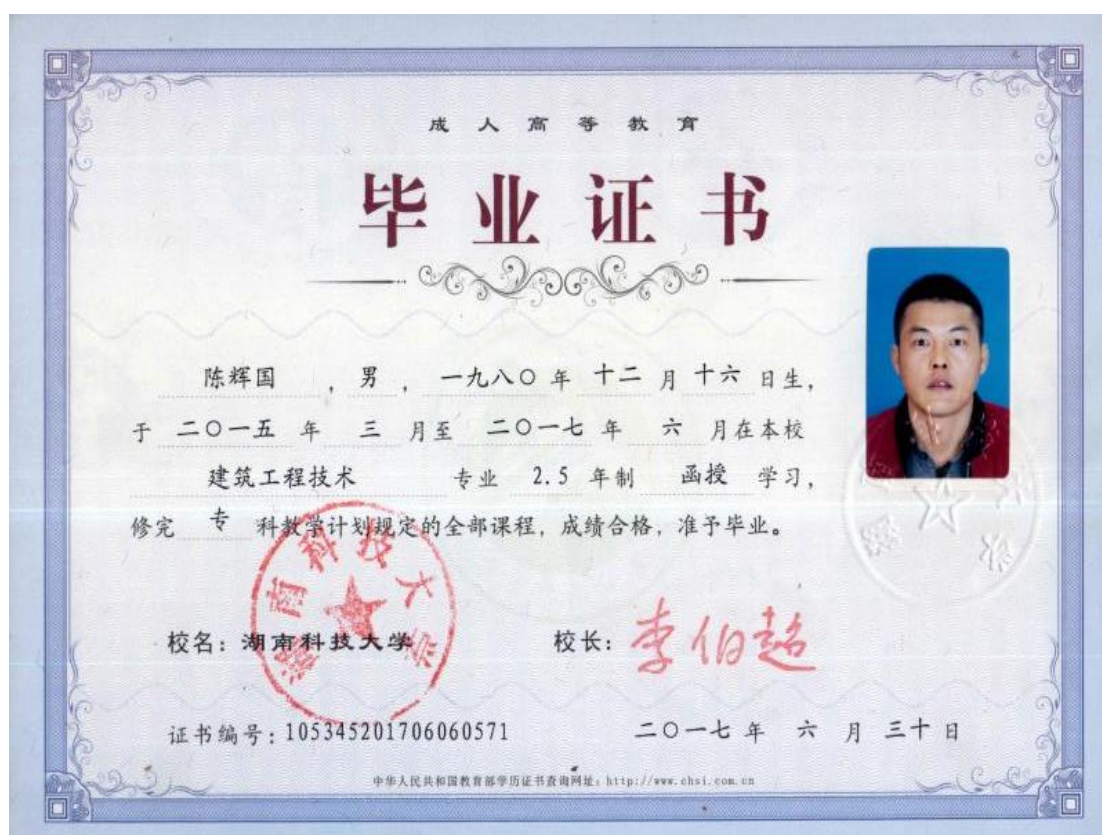 成人高等教育
毕业证书
陈辉国 , 男 , 一九八〇 年 十二 月 十六 日生,
于 二〇一五 年 三 月至 二〇一七 年 六 月在本校
建筑工程技术 专业 2.5 年制 函授 学习,
修完 专 科教学计划规定的全部课程, 成绩合格, 准予毕业。
湖南科技大学
校名: 湖南科技大学 校长: 李伯超
证书编号: 105345201706060571 二〇一七 年 六 月 三十 日
中华人民共和国教育部学历证书查询网址: http://www.chsi.com.cn